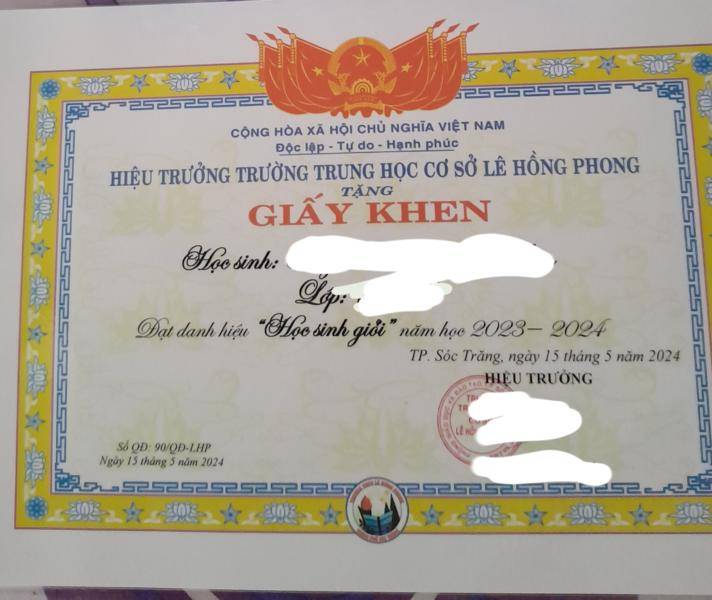 CỘNG HÒA XÃ HỘI CHỦ NGHĨA VIỆT NAM
Độc lập - Tự do - Hạnh phúc
HIỆU TRƯỞNG TRƯỜNG TRUNG HỌC CƠ SỞ LÊ HỒNG PHONG
TẶNG
GIẤY KHEN
Học sinh:
Lớp:
Đạt danh hiệu "Học sinh giỏi" năm học 2023- 2024
TP. Sóc Trăng, ngày 15 tháng 5 năm 2024
HIỆU TRƯỞNG
Số QĐ: 90/QĐ-LHP
Ngày 15 tháng 5 năm 2024